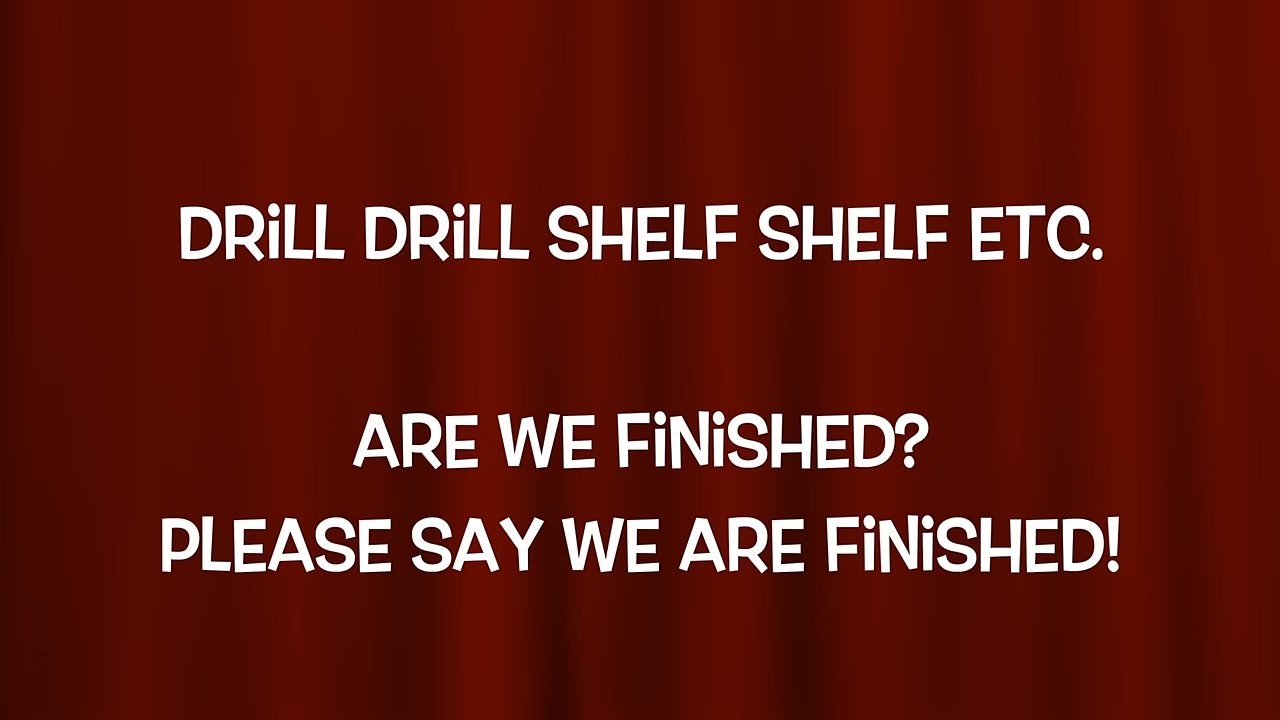 DRiLL DRiLL SHELF SHELF ETC.
ARE WE FiNiSHED?
PLEASE SAY WE ARE FiNiSHED!